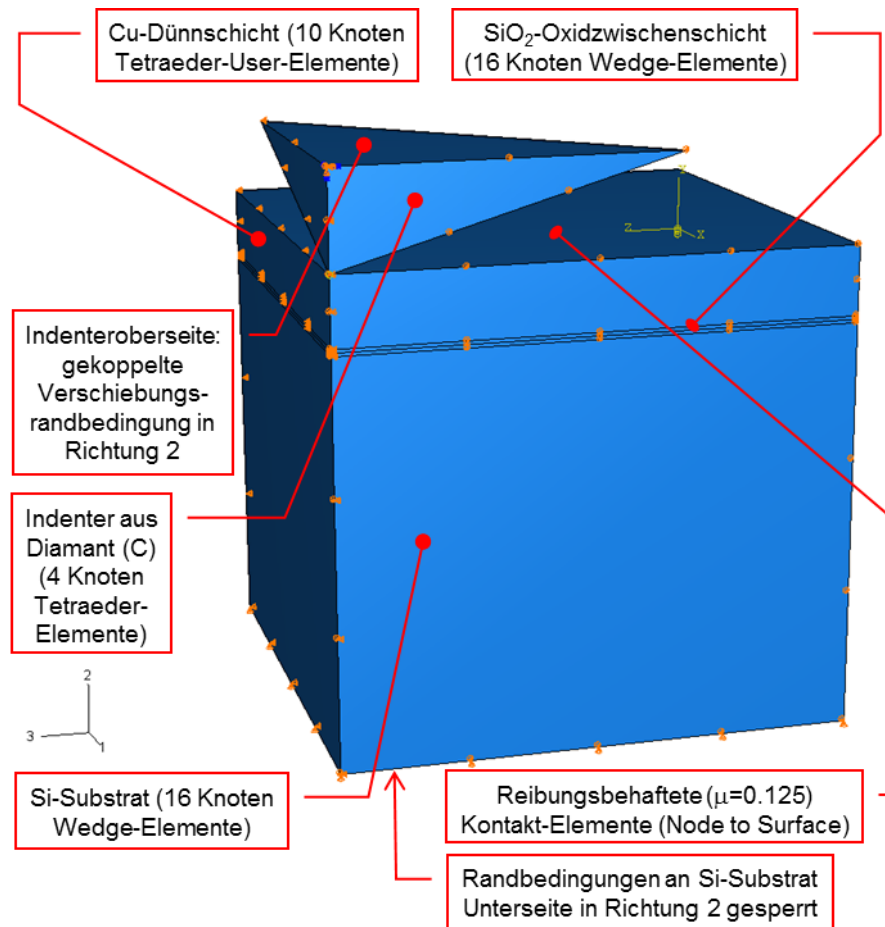 Cu-Dünnschicht (10 Knoten
Tetraeder-User-Elemente)
SiO₂-Oxidzwischenschicht
(16 Knoten Wedge-Elemente)
Y
Z
X
Indenteroberseite:
gekoppelte
Verschiebungs-
randbedingung in
Richtung 2
Indenter aus
Diamant (C)
(4 Knoten
Tetraeder-
Elemente)
2
3
1
Si-Substrat (16 Knoten
Wedge-Elemente)
Reibungsbehaftete (μ=0.125)
Kontakt-Elemente (Node to Surface)
Randbedingungen an Si-Substrat
Unterseite in Richtung 2 gesperrt